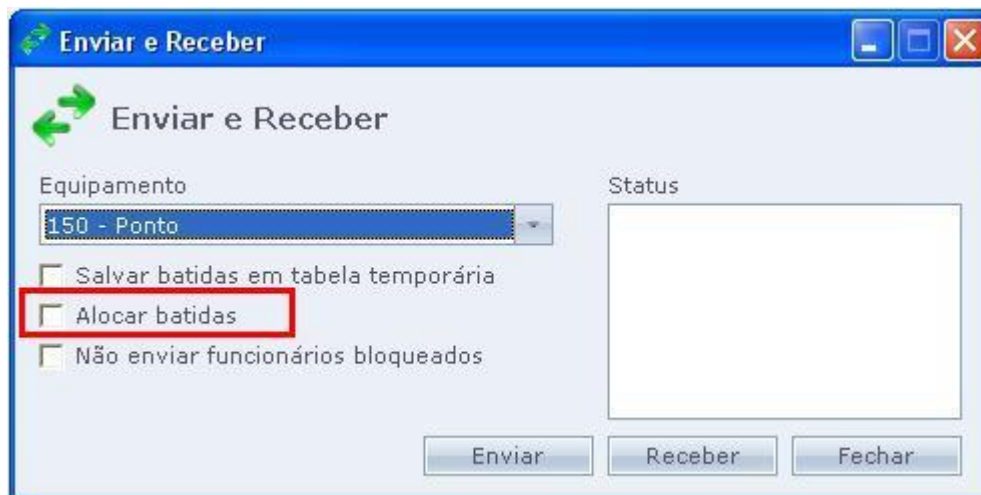 Enviar e Receber
Enviar e Receber
Equipamento
150 - Ponto
Salvar batidas em tabela temporária
Alocar batidas
Não enviar funcionários bloqueados
Status
Enviar
Receber
Fechar